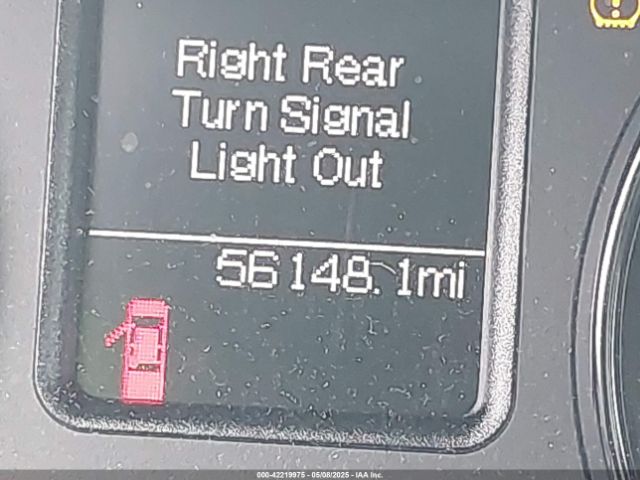 Right Rear
Turn Signal
Light Out
56148.1mi
000-42219975 - 05/08/2025 - IAA Inc.